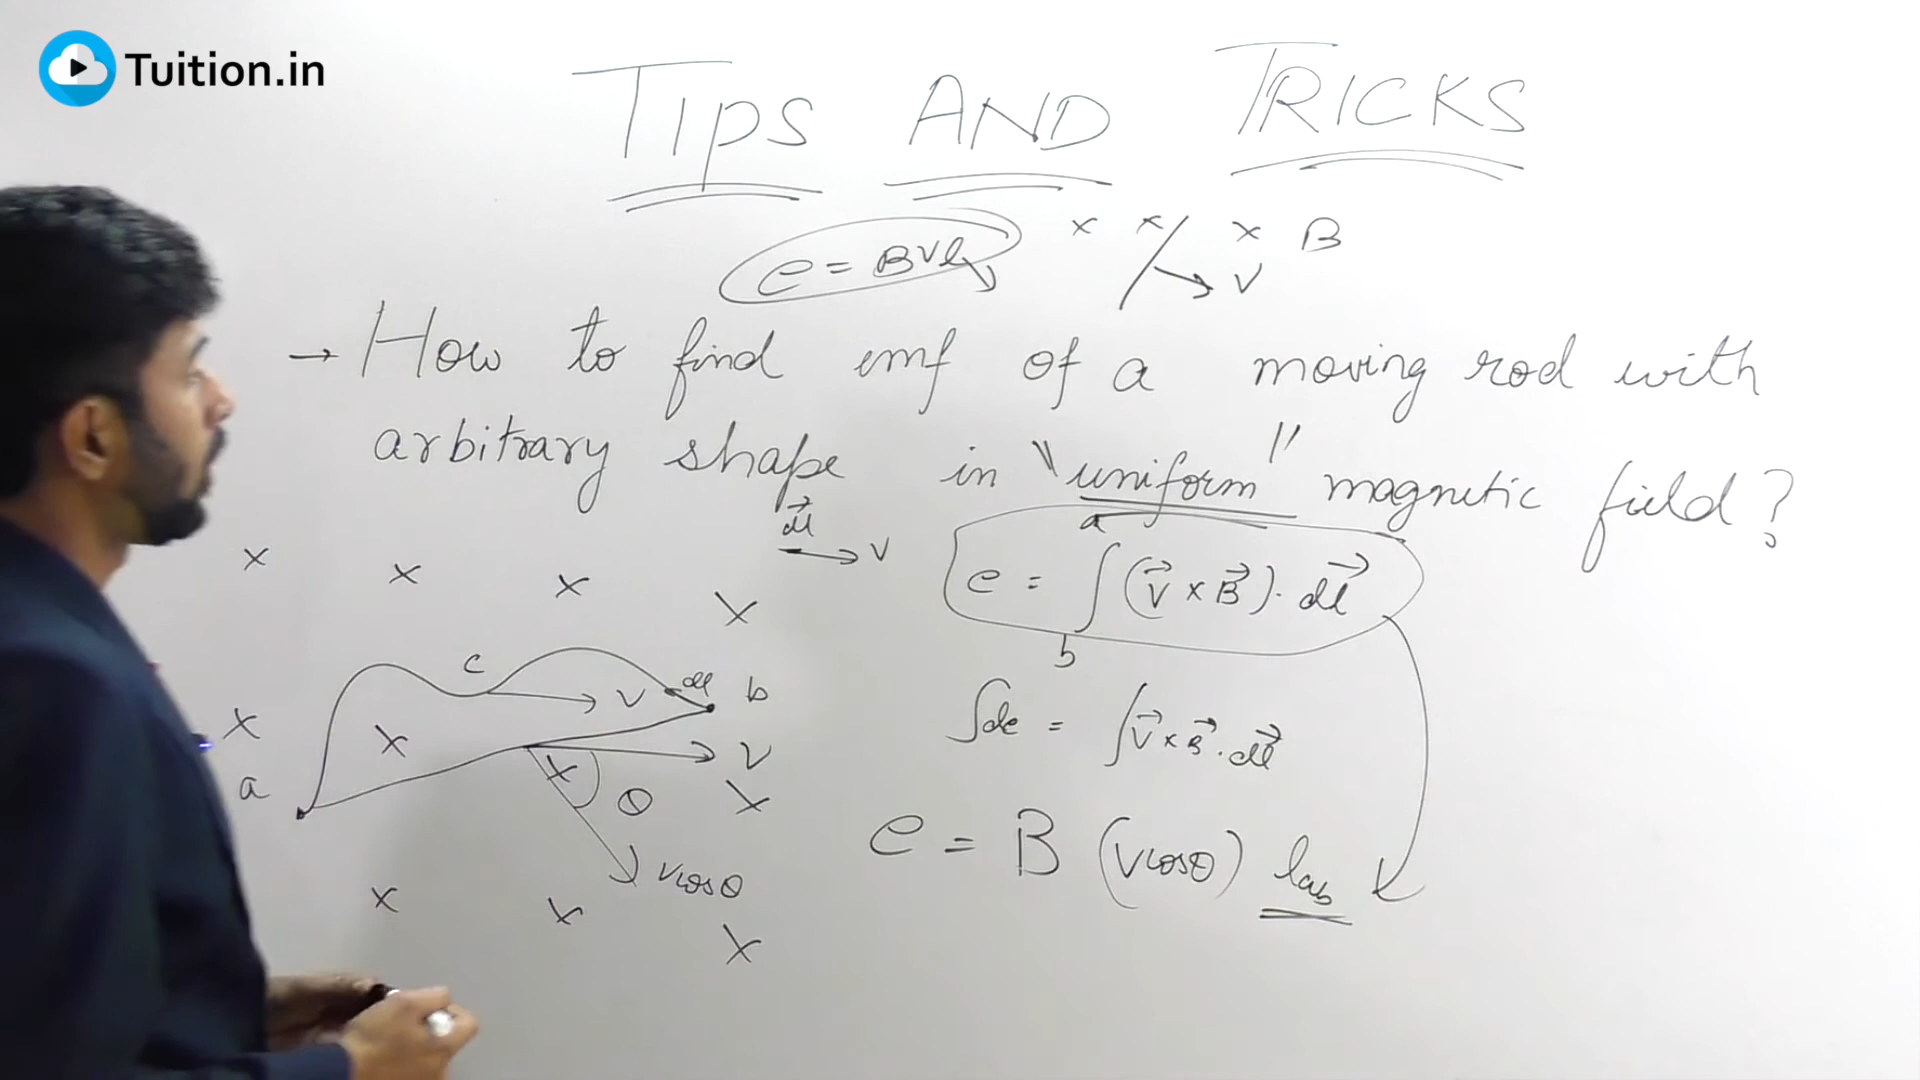 Tuition.in
TIPS AND TRICKS
e = Bvl
x x x B
v
→ How to find emf of a moving rod with
arbitrary shape in "uniform" magnetic field?
dl⃗
v
e = ∫ᵇₐ (v⃗ x B⃗). dl⃗
x x x x
c
v
dl
b
∫de = ∫v⃗ x B⃗. dl⃗
x x
v
a
x x
θ
e = B (vcosθ) lab
vcosθ
x x x